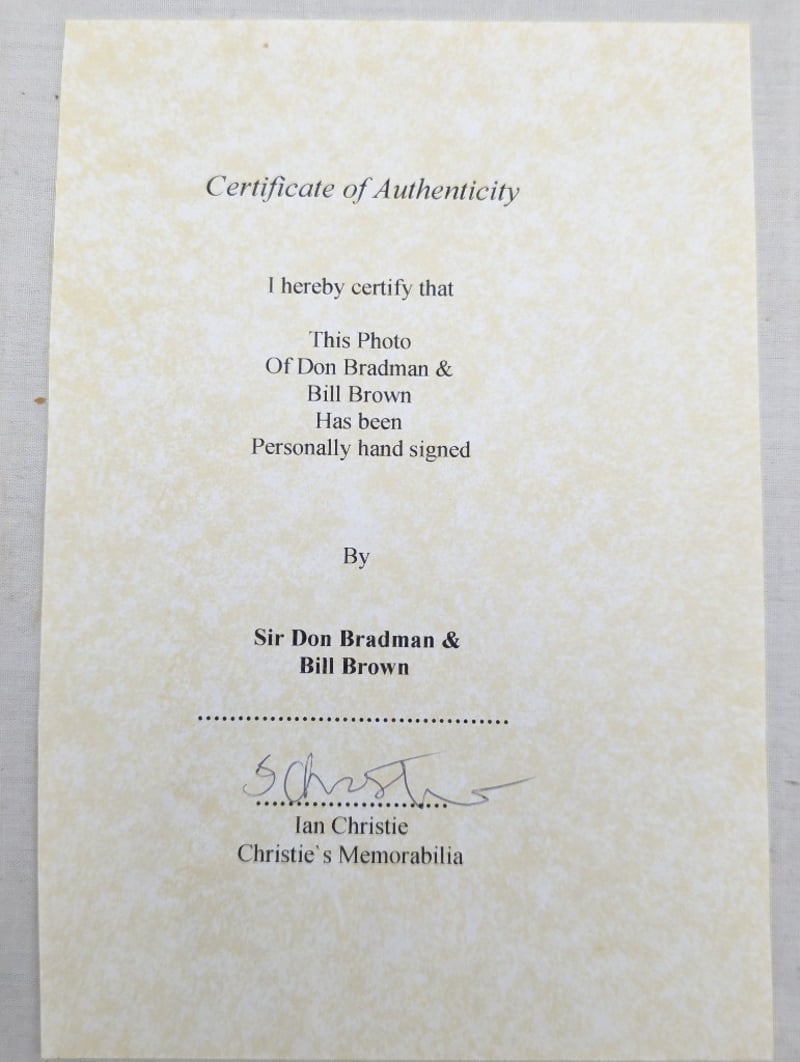 Certificate of Authenticity
I hereby certify that
This Photo
Of Don Bradman &
Bill Brown
Has been
Personally hand signed
By
Sir Don Bradman &
Bill Brown
.......................................
S Christie
........................
Ian Christie
Christie`s Memorabilia